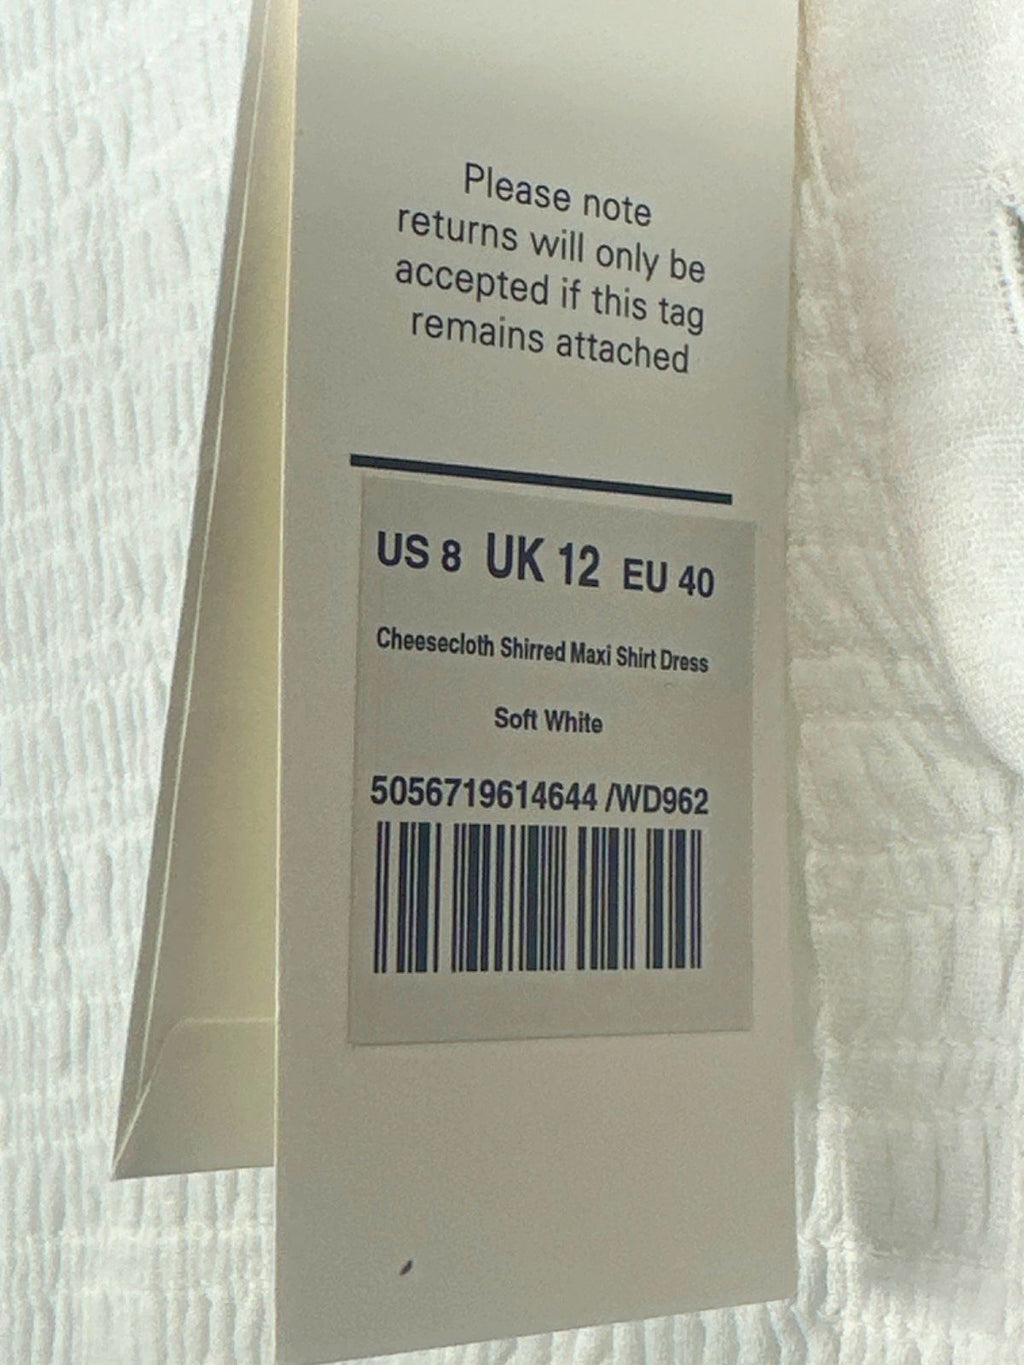 Please note
returns will only be
accepted if this tag
remains attached
US 8 UK 12 EU 40
Cheesecloth Shirred Maxi Shirt Dress
Soft White
5056719614644 /WD962